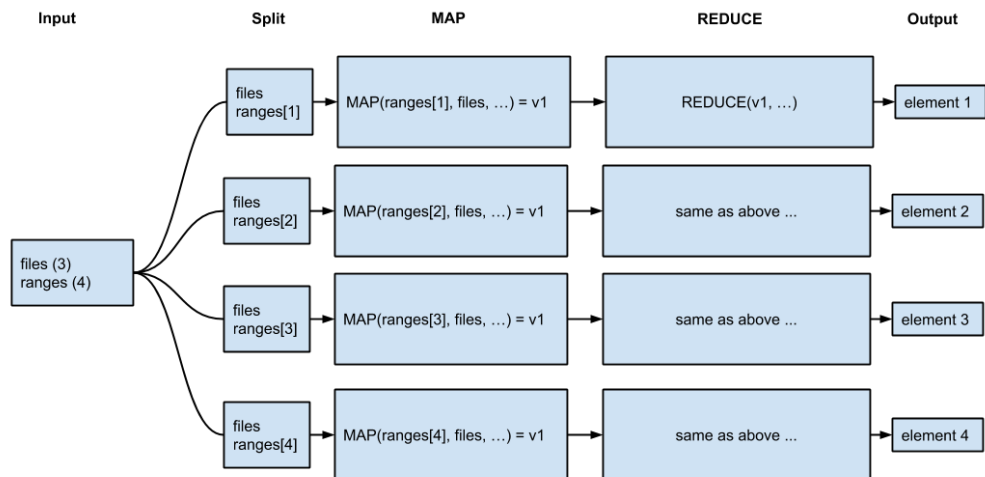 Input Split MAP REDUCE Output
files
ranges[1]
MAP(ranges[1], files, …) = v1
REDUCE(v1, …)
element 1
files
ranges[2]
MAP(ranges[2], files, …) = v1
same as above ...
element 2
files (3)
ranges (4)
files
ranges[3]
MAP(ranges[3], files, …) = v1
same as above ...
element 3
files
ranges[4]
MAP(ranges[4], files, …) = v1
same as above ...
element 4